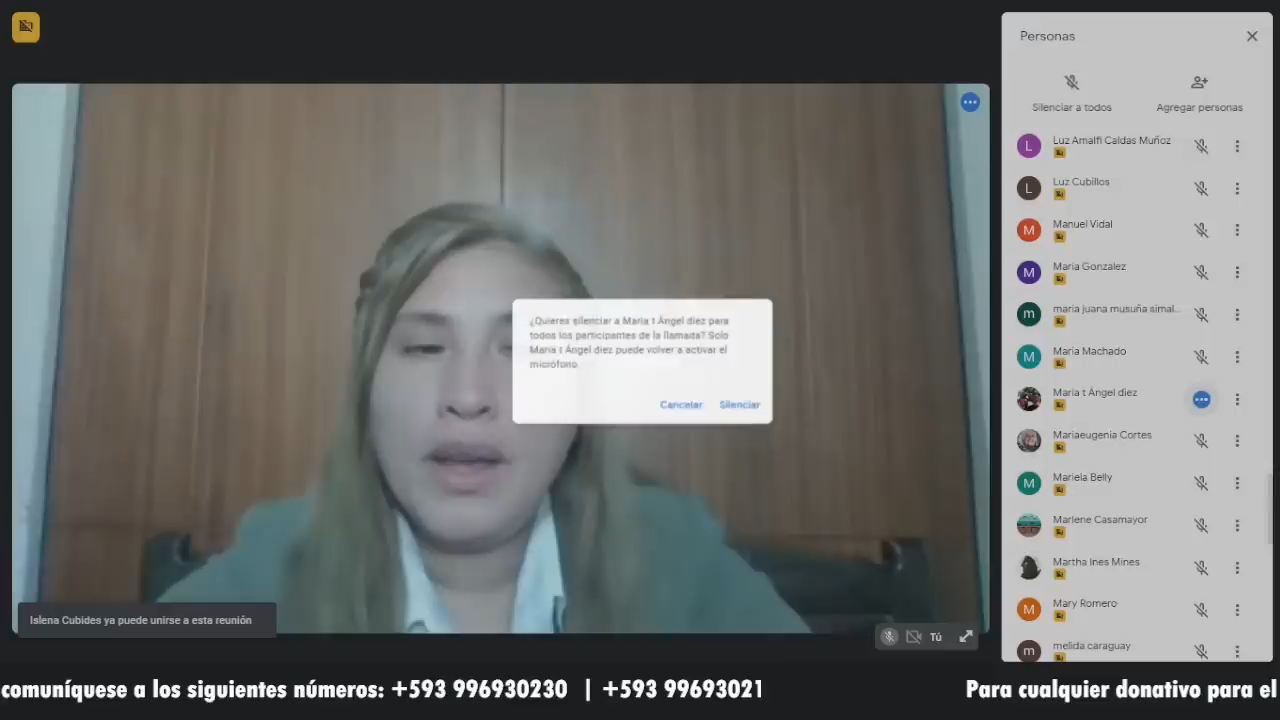 Personas
Silenciar a todos
Agregar personas
L
Luz Amalfi Caldas Muñoz
L
Luz Cubillos
M
Manuel Vidal
M
Maria Gonzalez
m
maria juana musuña simal...
M
Maria Machado
Maria t Ángel diez
Mariaeugenia Cortes
M
Mariela Belly
Marlene Casamayor
Martha Ines Mines
M
Mary Romero
m
melida caraguay
¿Quieres silenciar a Maria t Ángel diez para
todos los participantes de la llamada? Solo
Maria t Ángel diez puede volver a activar el
micrófono.
Cancelar
Silenciar
Islena Cubides ya puede unirse a esta reunión
Tú
comuníquese a los siguientes números: +593 996930230 | +593 99693021
Para cualquier donativo para el